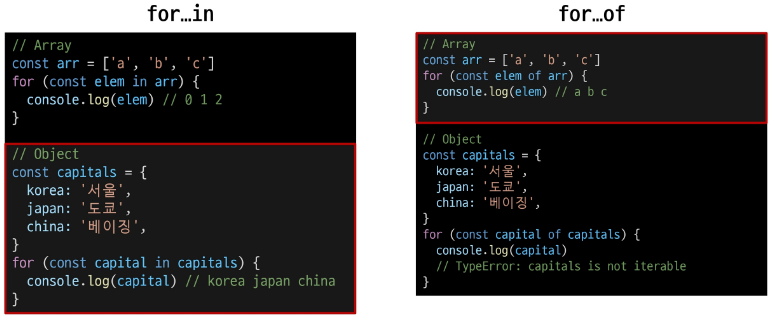 for…in
// Array
const arr = ['a', 'b', 'c']
for (const elem in arr) {
  console.log(elem) // 0 1 2
}
// Object
const capitals = {
  korea: '서울',
  japan: '도쿄',
  china: '베이징',
}
for (const capital in capitals) {
  console.log(capital) // korea japan china
}
for…of
// Array
const arr = ['a', 'b', 'c']
for (const elem of arr) {
  console.log(elem) // a b c
}
// Object
const capitals = {
  korea: '서울',
  japan: '도쿄',
  china: '베이징',
}
for (const capital of capitals) {
  console.log(capital)
  // TypeError: capitals is not iterable
}